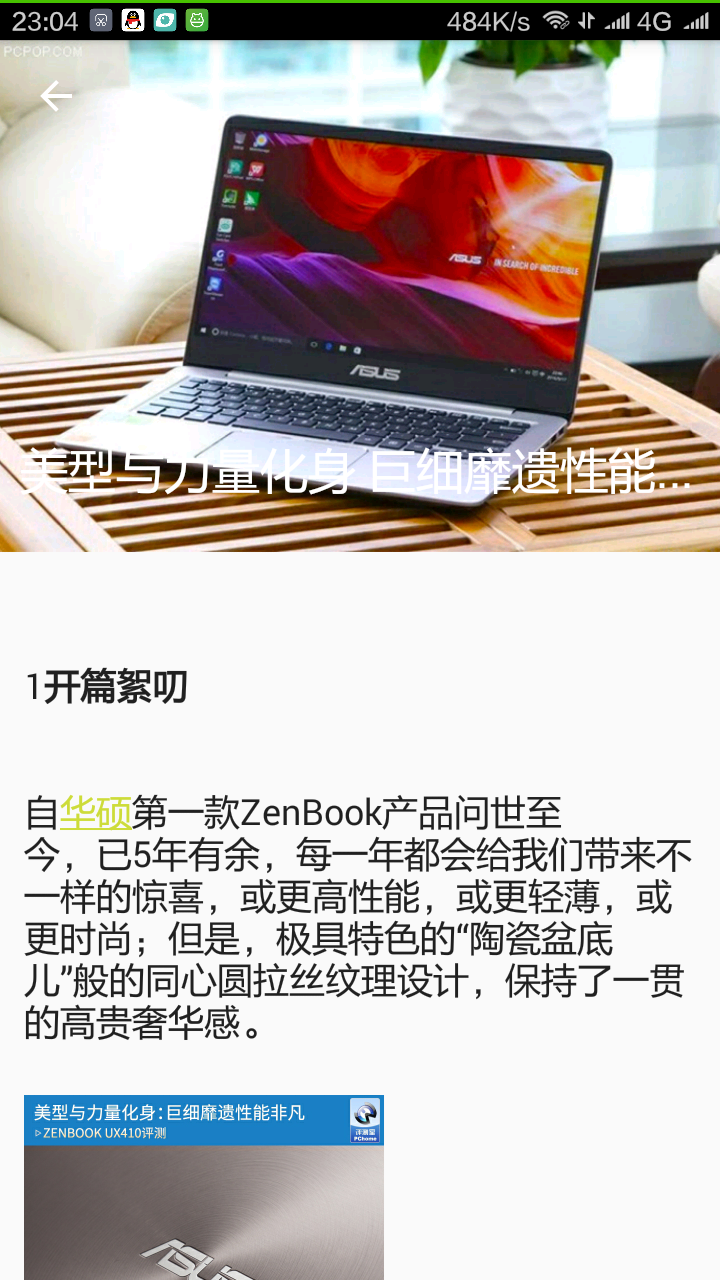 23:04
484K/s
4G
PCPOP.COM
ASUS
IN SEARCH OF INCREDIBLE
ASUS
美型与力量化身 巨细靡遗性能...
1开篇絮叨
自华硕第一款ZenBook产品问世至
今，已5年有余，每一年都会给我们带来不
一样的惊喜，或更高性能，或更轻薄，或
更时尚；但是，极具特色的“陶瓷盆底
儿”般的同心圆拉丝纹理设计，保持了一贯
的高贵奢华感。
美型与力量化身:巨细靡遗性能非凡
▷ZENBOOK UX410评测
评测室
PChome
ASUS